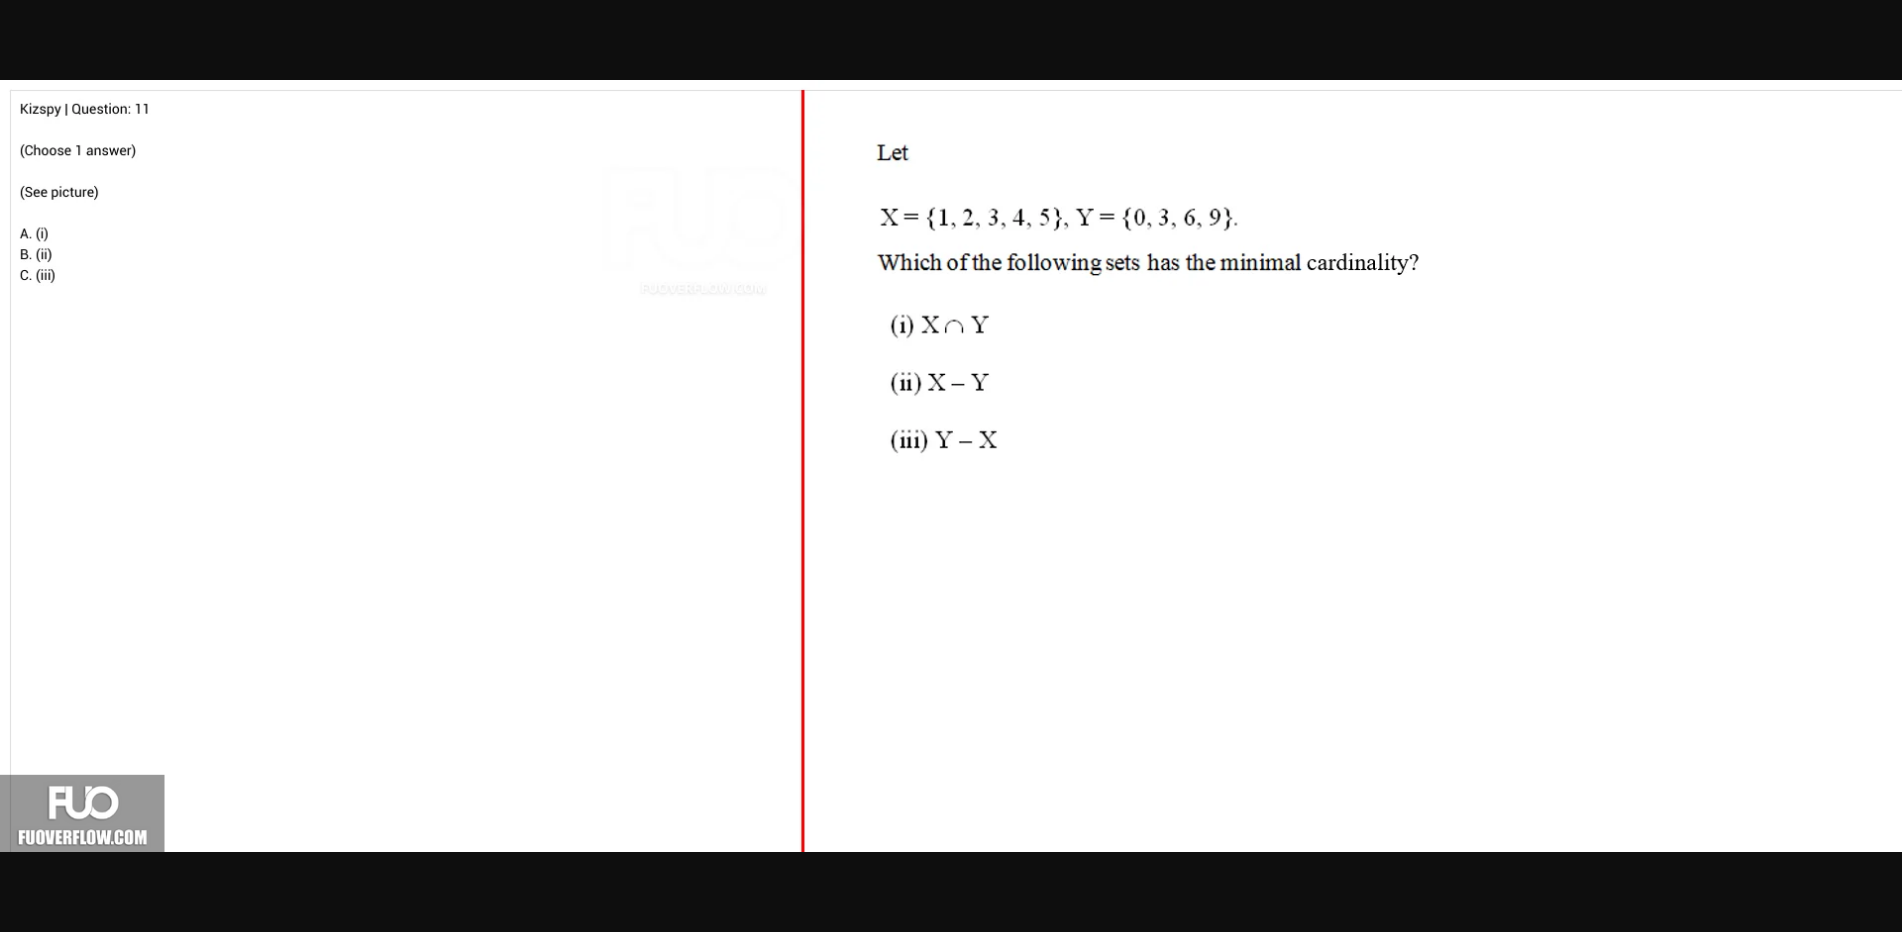 Kizspy | Question: 11
(Choose 1 answer)
(See picture)
A. (i)
B. (ii)
C. (iii)
FUO
FUOVERFLOW.COM
Let
X = {1, 2, 3, 4, 5}, Y = {0, 3, 6, 9}.
Which of the following sets has the minimal cardinality?
(i) X ∩ Y
(ii) X – Y
(iii) Y – X
FUO
FUOVERFLOW.COM